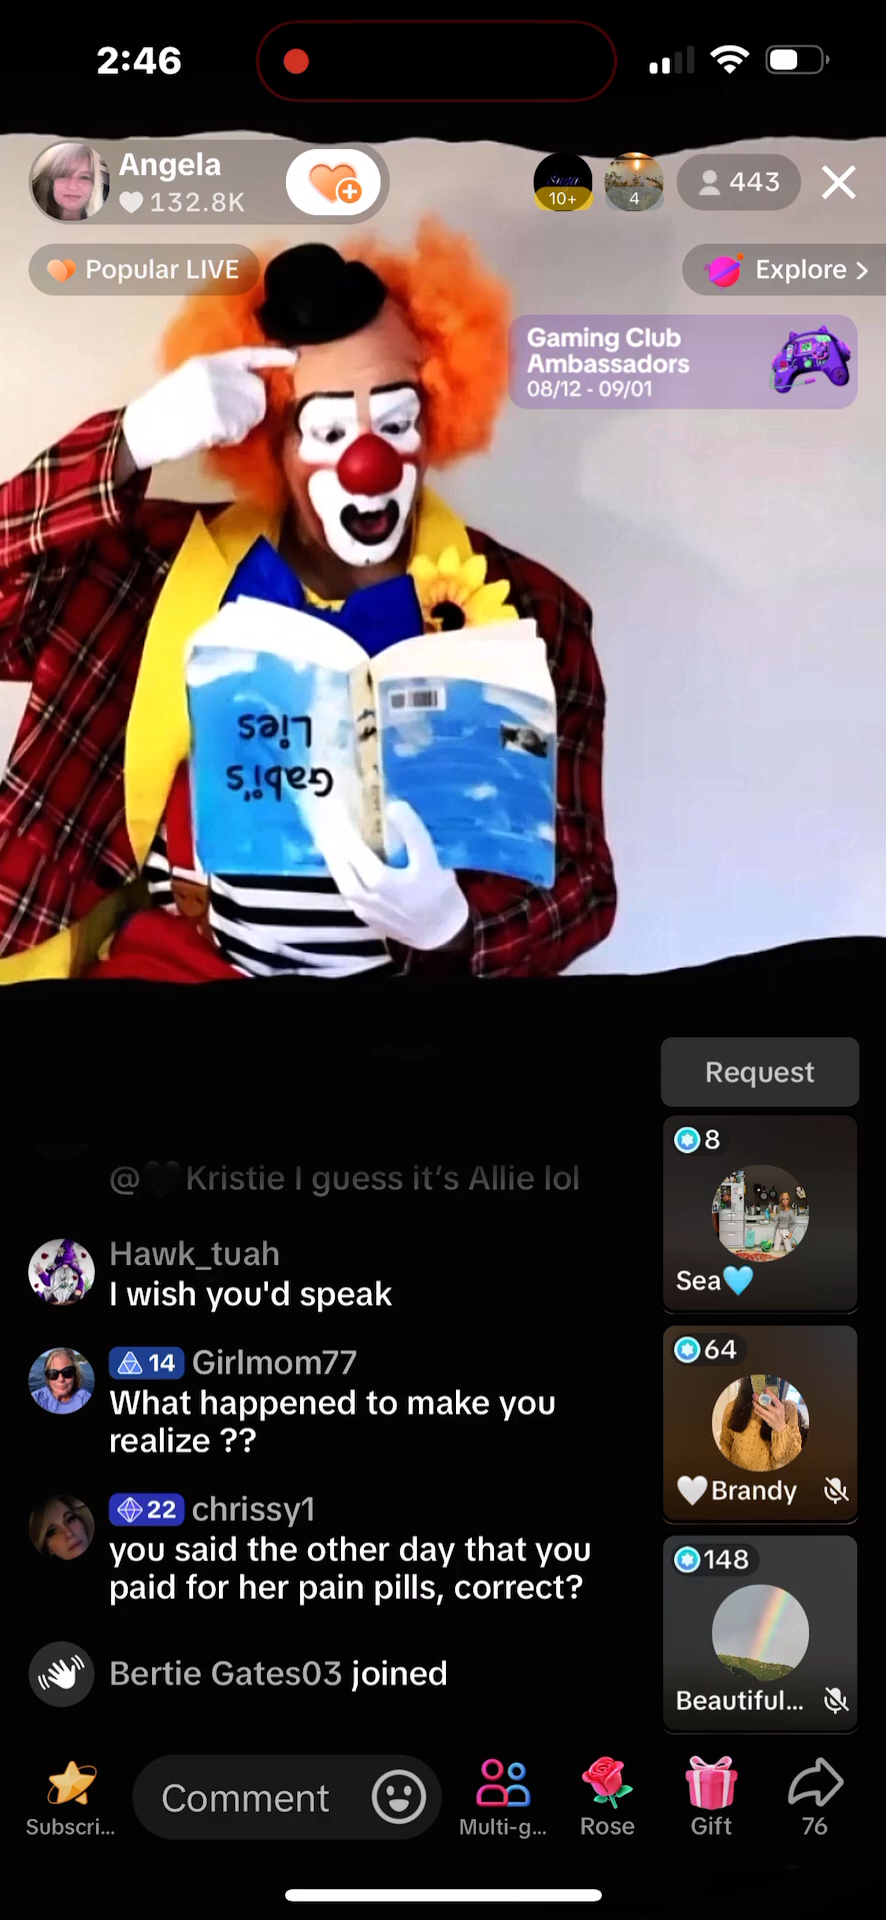 2:46
Angela
132.8K
10+
4
443
Popular LIVE
Explore >
Gaming Club
Ambassadors
08/12 - 09/01
Gabi's
Lies
Request
@🖤Kristie I guess it's Allie lol
8
Sea🩵
Hawk_tuah
I wish you'd speak
14 Girlmom77
What happened to make you
realize ??
64
🤍Brandy
22 chrissy1
you said the other day that you
paid for her pain pills, correct?
148
Beautiful...
Bertie Gates03 joined
Subscri...
Comment
Multi-g...
Rose
Gift
76